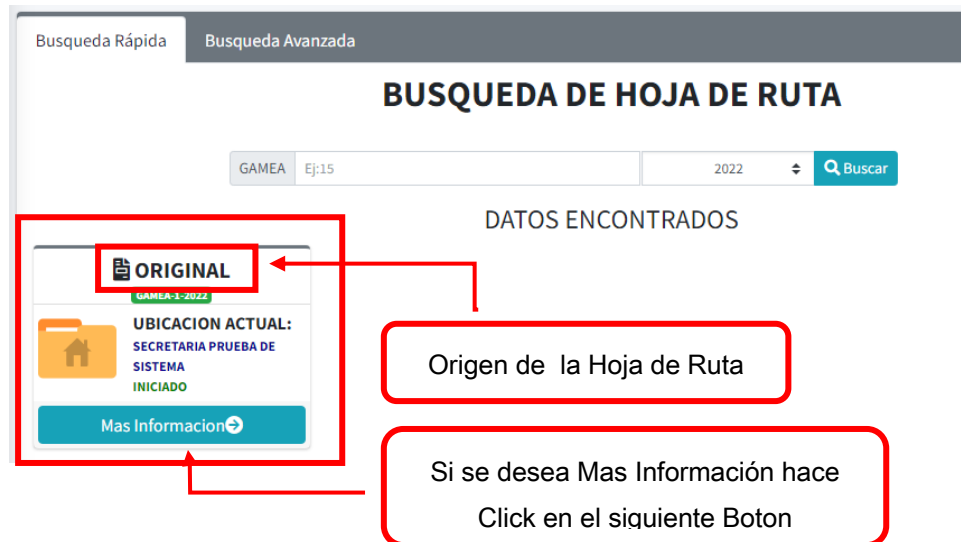 Busqueda Rápida
Busqueda Avanzada
BUSQUEDA DE HOJA DE RUTA
GAMEA
Ej:15
2022
Buscar
DATOS ENCONTRADOS
ORIGINAL
GAMEA-1-2022
UBICACION ACTUAL:
SECRETARIA PRUEBA DE
SISTEMA
INICIADO
Mas Informacion
Origen de la Hoja de Ruta
Si se desea Mas Información hace
Click en el siguiente Boton